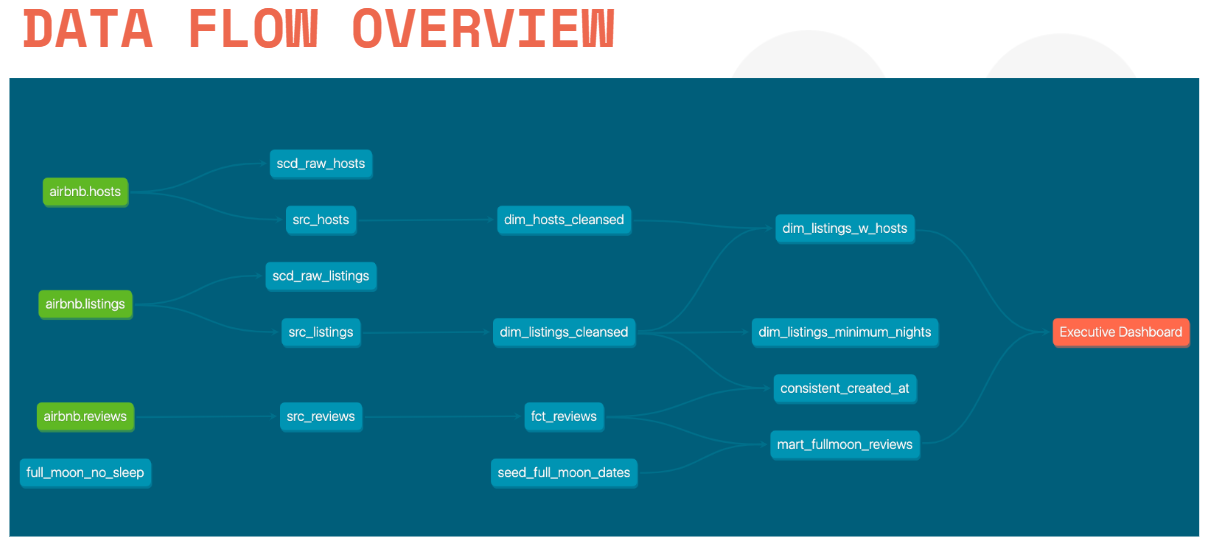 DATA FLOW OVERVIEW
airbnb.hosts
scd_raw_hosts
src_hosts
dim_hosts_cleansed
dim_listings_w_hosts
airbnb.listings
scd_raw_listings
src_listings
dim_listings_cleansed
dim_listings_minimum_nights
Executive Dashboard
consistent_created_at
airbnb.reviews
src_reviews
fct_reviews
mart_fullmoon_reviews
full_moon_no_sleep
seed_full_moon_dates